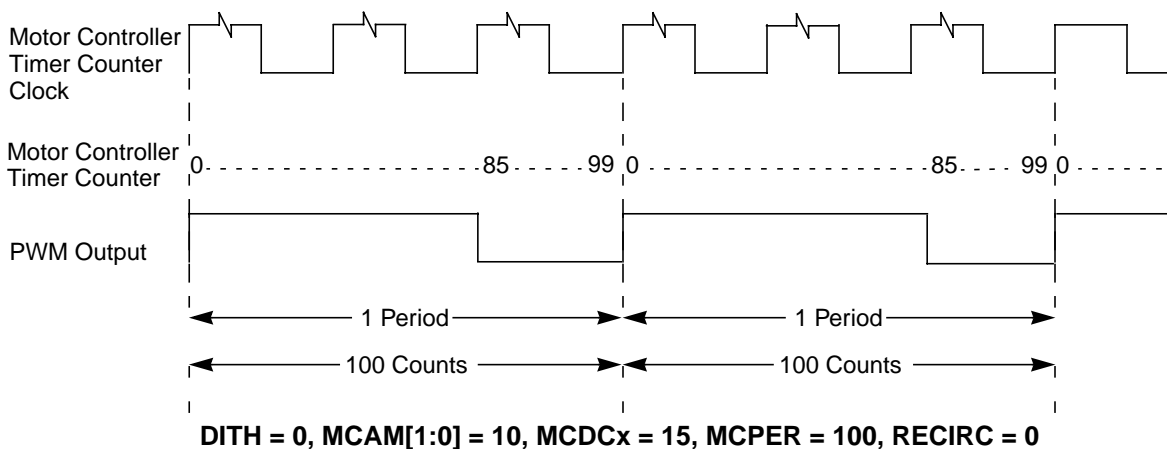 Motor Controller
Timer Counter
Clock
Motor Controller
Timer Counter
0 85 99 0 85 99 0
PWM Output
1 Period 1 Period
100 Counts 100 Counts
DITH = 0, MCAM[1:0] = 10, MCDCx = 15, MCPER = 100, RECIRC = 0